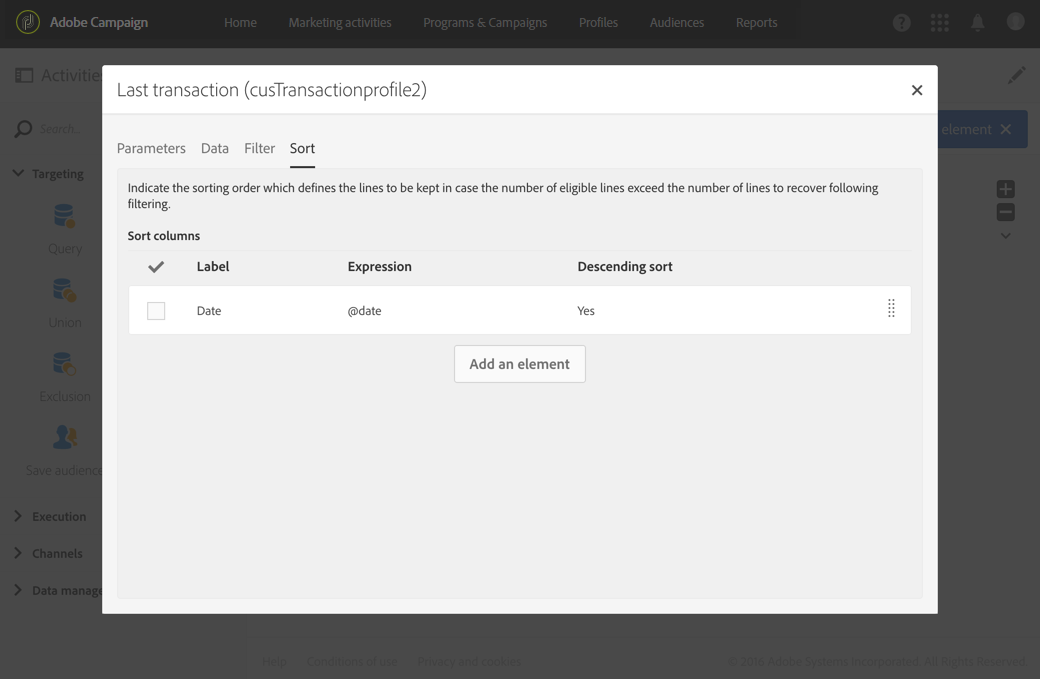 Adobe Campaign Home Marketing activities Programs & Campaigns Profiles Audiences Reports
Activities
Last transaction (cusTransactionprofile2)
element
Search...
Parameters Data Filter Sort
Targeting
Indicate the sorting order which defines the lines to be kept in case the number of eligible lines exceed the number of lines to recover following
filtering.
Sort columns
Query
Label Expression Descending sort
Date @date Yes
Union
Add an element
Exclusion
Save audience
Execution
Channels
Data manage
Help Conditions of use Privacy and cookies © 2016 Adobe Systems Incorporated. All Rights Reserved.